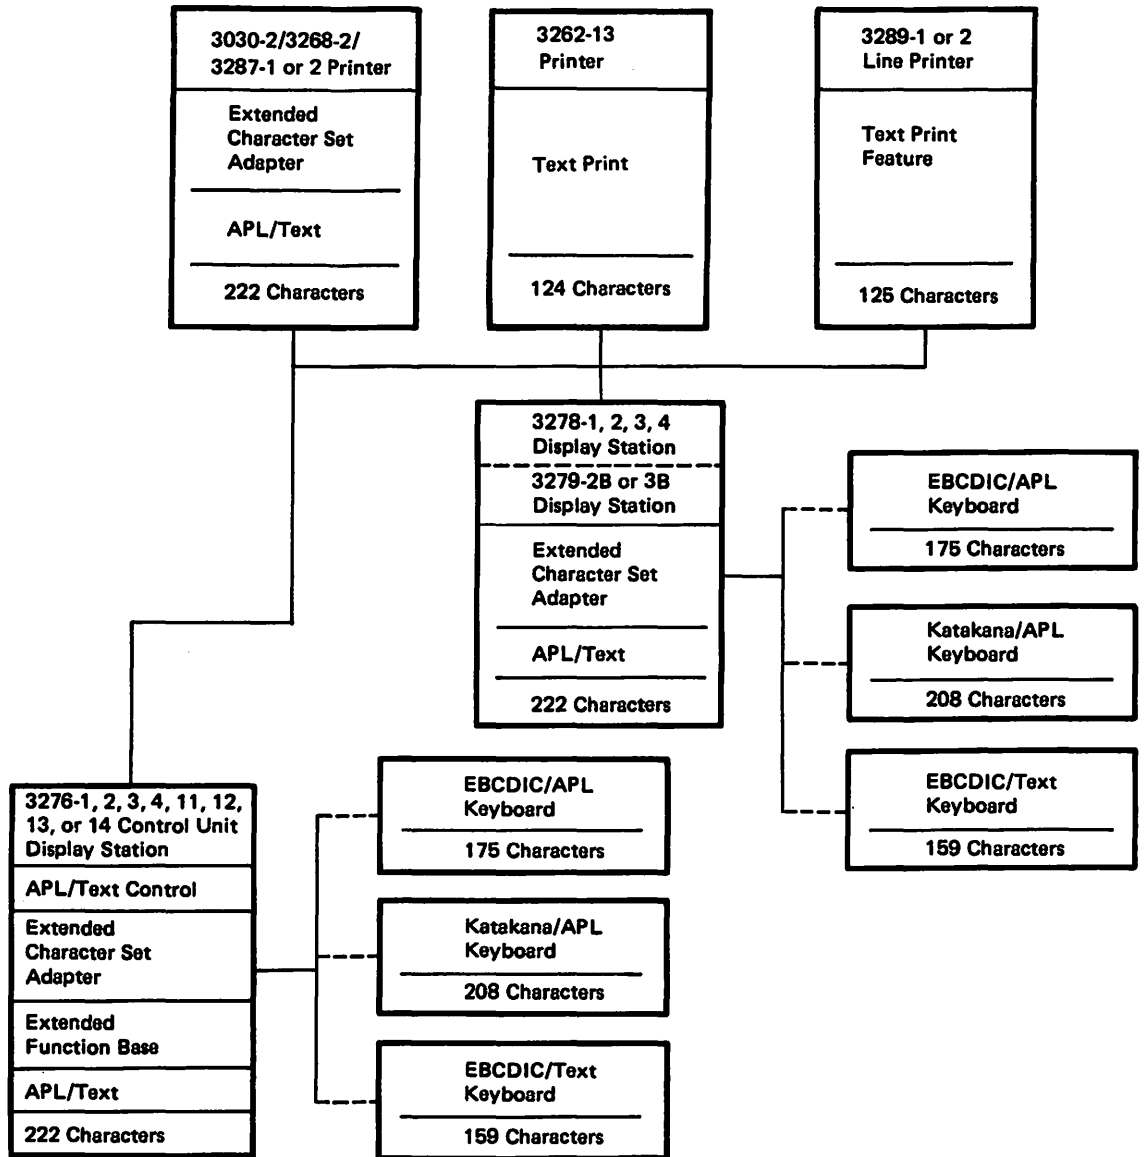 3030-2/3268-2/
3287-1 or 2 Printer
Extended
Character Set
Adapter
APL/Text
222 Characters
3262-13
Printer
Text Print
124 Characters
3289-1 or 2
Line Printer
Text Print
Feature
125 Characters
3278-1, 2, 3, 4
Display Station
3279-2B or 3B
Display Station
Extended
Character Set
Adapter
APL/Text
222 Characters
EBCDIC/APL
Keyboard
175 Characters
Katakana/APL
Keyboard
208 Characters
EBCDIC/Text
Keyboard
159 Characters
3276-1, 2, 3, 4, 11, 12,
13, or 14 Control Unit
Display Station
APL/Text Control
Extended
Character Set
Adapter
Extended
Function Base
APL/Text
222 Characters
EBCDIC/APL
Keyboard
175 Characters
Katakana/APL
Keyboard
208 Characters
EBCDIC/Text
Keyboard
159 Characters